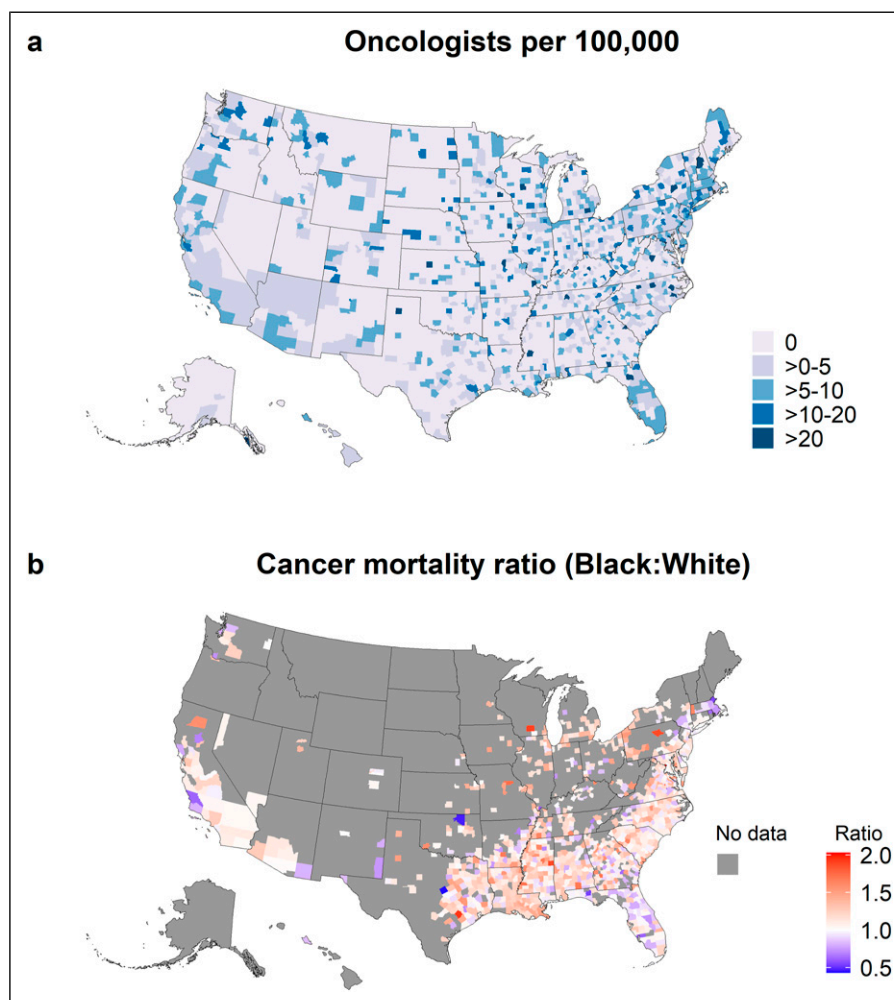 a
Oncologists per 100,000
0
>0-5
>5-10
>10-20
>20
b
Cancer mortality ratio (Black:White)
No data
Ratio
2.0
1.5
1.0
0.5